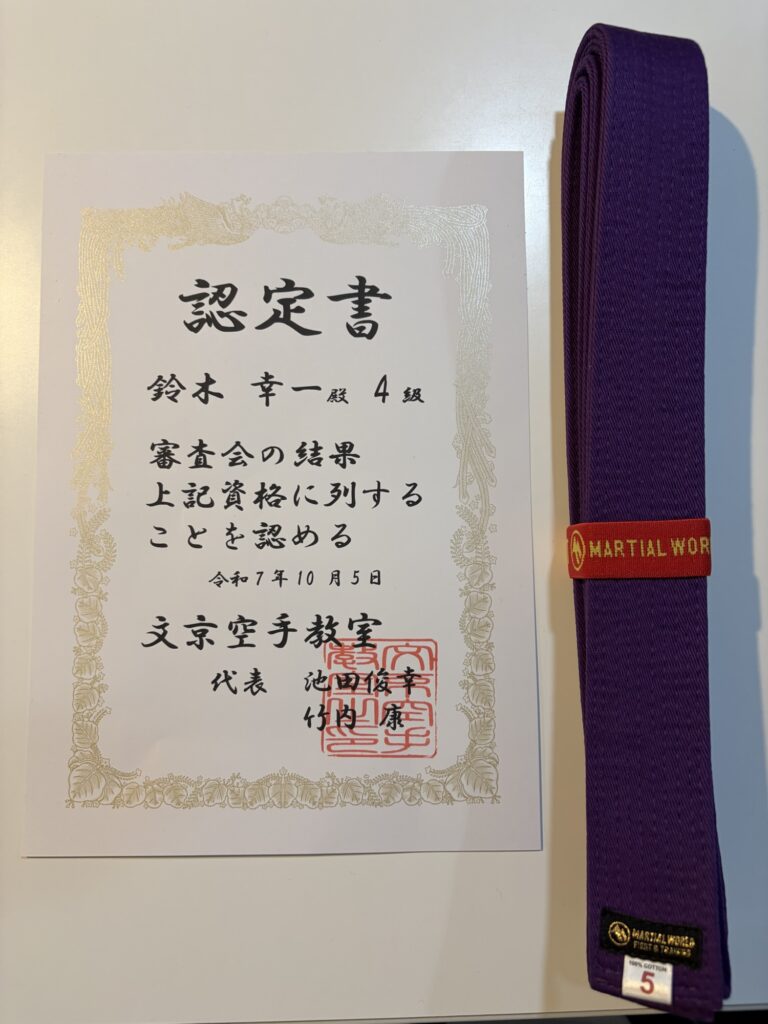 認定書
鈴木 幸一殿 4級
審査会の結果
上記資格に列する
ことを認める
令和7年10月5日
文京空手教室
代表 池田俊幸
竹内 康
MARTIAL WOR
MARTIAL WORLD
100% COTTON
5